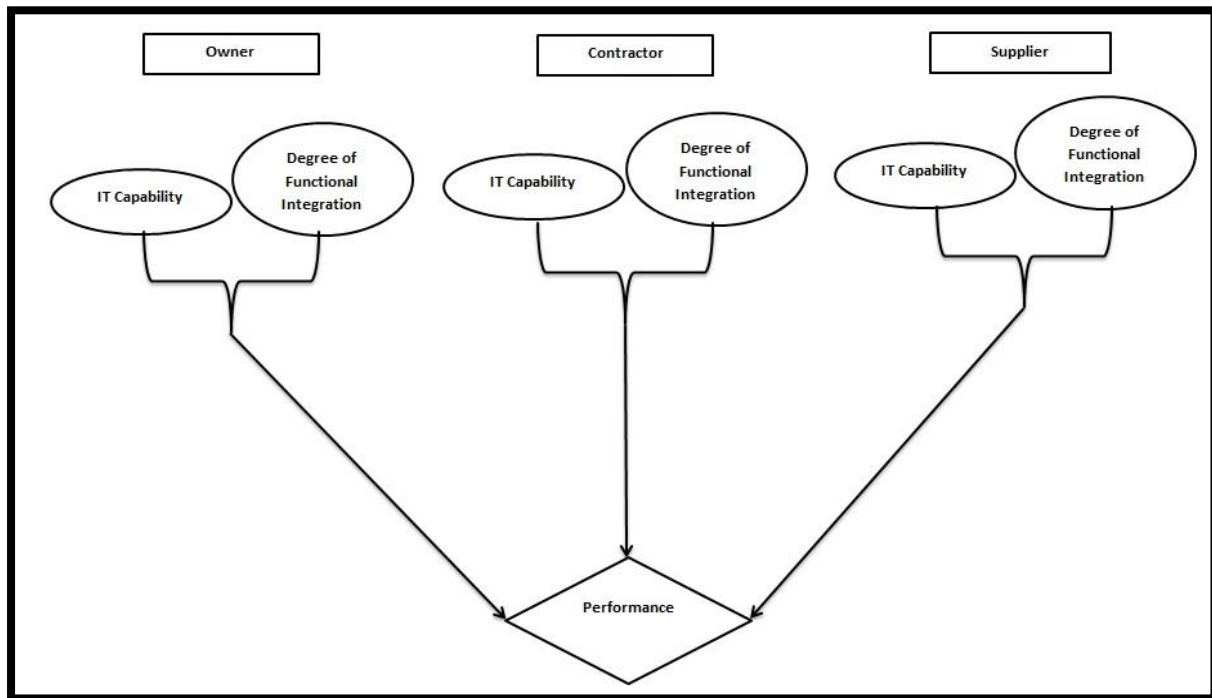 Owner
Contractor
Supplier
IT Capability
Degree of
Functional
Integration
IT Capability
Degree of
Functional
Integration
IT Capability
Degree of
Functional
Integration
Performance